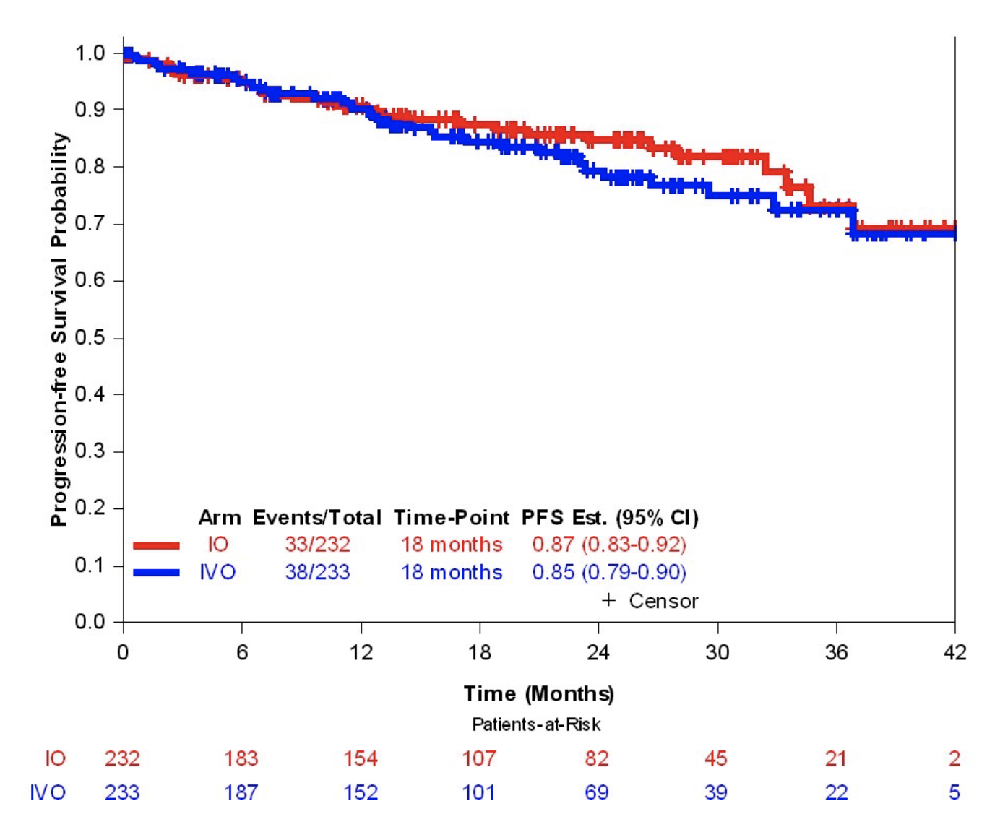 Progression-free Survival Probability
1.0
0.9
0.8
0.7
0.6
0.5
0.4
0.3
0.2
0.1
0.0
Arm Events/Total Time-Point PFS Est. (95% CI)
IO 33/232 18 months 0.87 (0.83-0.92)
IVO 38/233 18 months 0.85 (0.79-0.90)
+ Censor
0 6 12 18 24 30 36 42
Time (Months)
Patients-at-Risk
IO 232 183 154 107 82 45 21 2
IVO 233 187 152 101 69 39 22 5